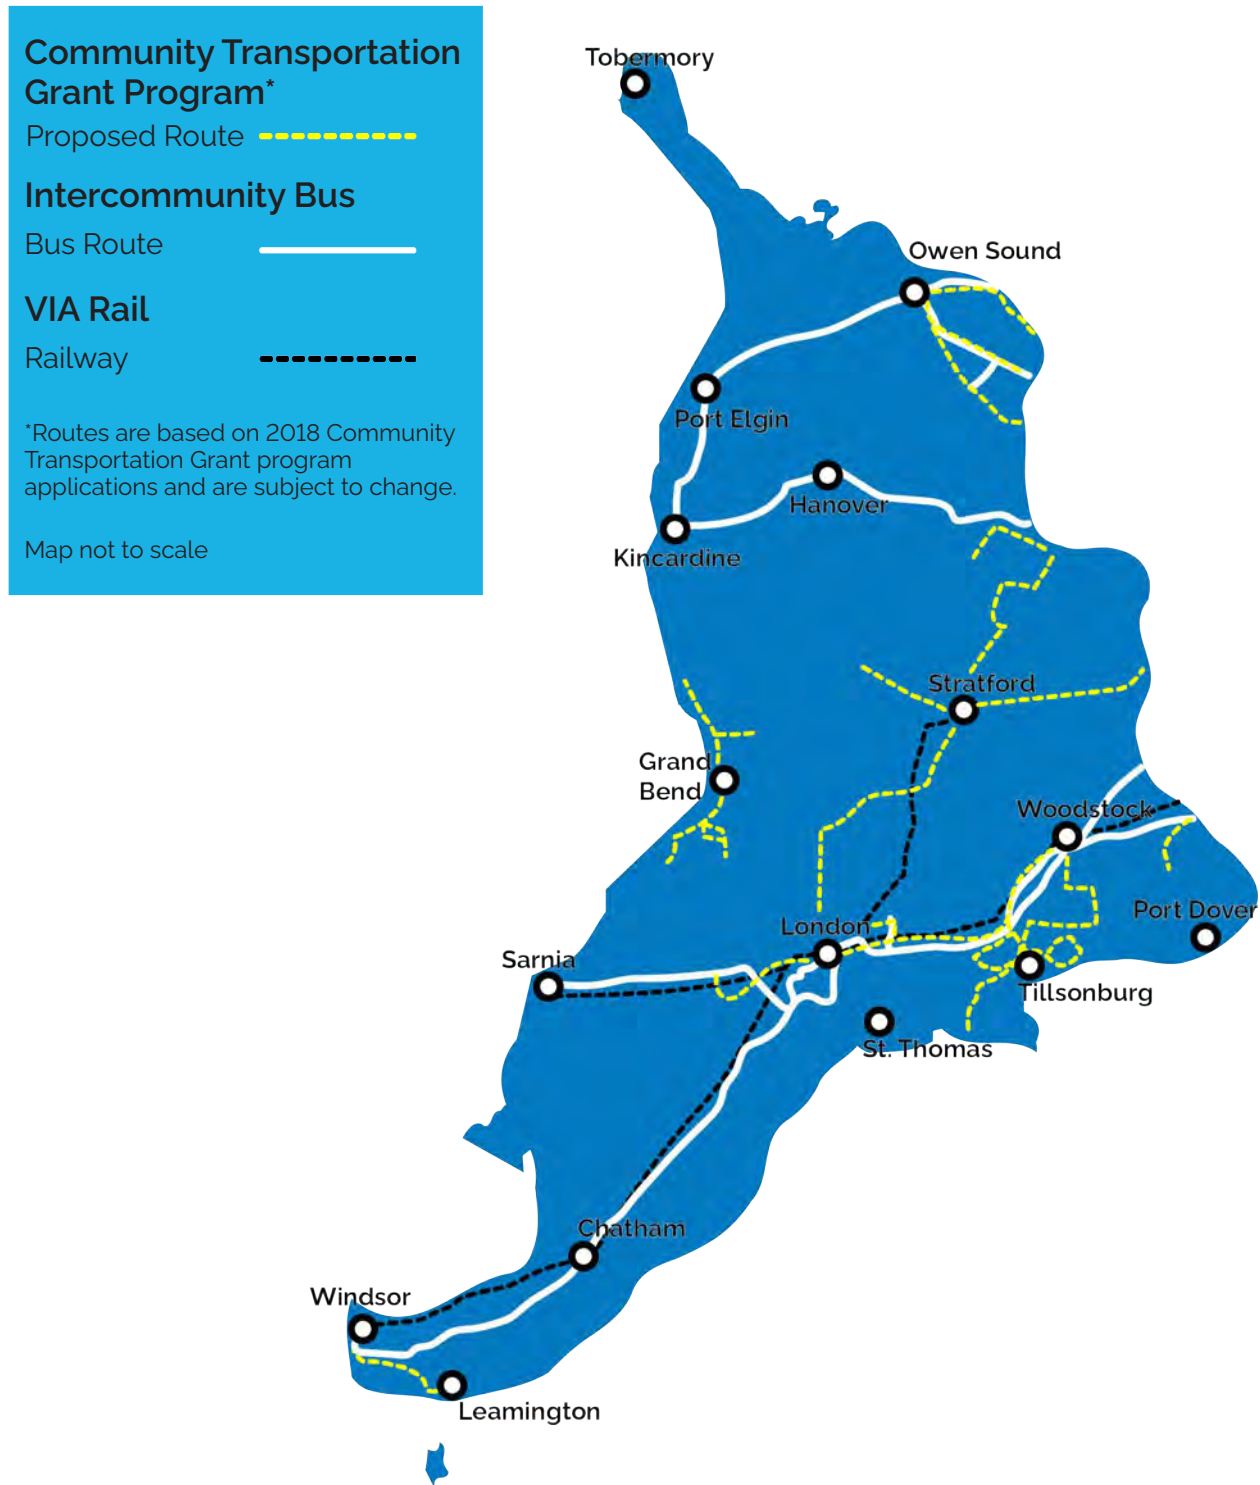 Community Transportation
Grant Program*
Proposed Route
Intercommunity Bus
Bus Route
VIA Rail
Railway
*Routes are based on 2018 Community
Transportation Grant program
applications and are subject to change.
Map not to scale
Tobermory
Owen Sound
Port Elgin
Hanover
Kincardine
Stratford
Grand
Bend
Woodstock
Port Dover
London
Sarnia
Tillsonburg
St. Thomas
Chatham
Windsor
Leamington